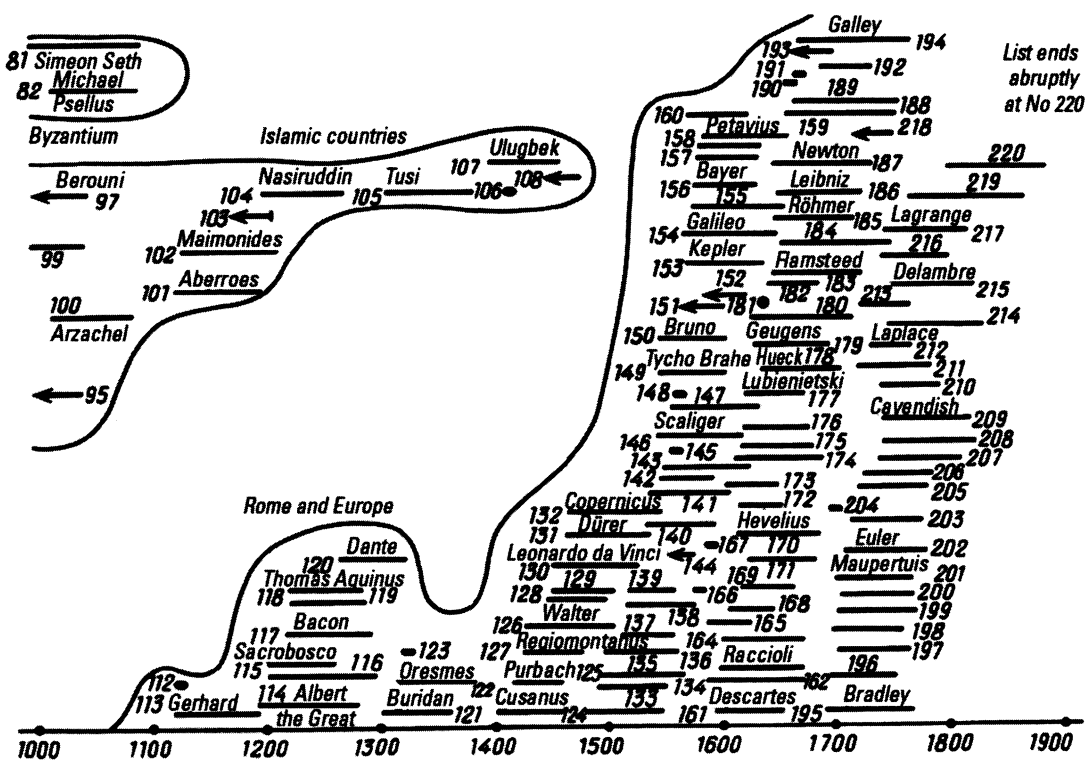 Galley
194
193
List ends
abruptly
at No 220
81 Simeon Seth
Michael
82
Psellus
191
192
190
189
188
Byzantium
Islamic countries
160
Petavius
159
218
158
157
Ulugbek
107
108
106
Newton
187
220
Berouni
97
104
Nasiruddin
105
Tusi
Bayer
156
155
Leibniz
186
219
103
Röhmer
185
Lagrange
217
154
Galileo
184
216
99
102
Maimonides
153
Kepler
Ramsteed
183
182
Delambre
215
101
Aberroes
152
151
181
180
213
214
100
Arzachel
150
Bruno
Geugens
179
Laplace
212
149
Tycho Brahe
Hueck 178
211
210
95
148
147
Lubienietski
177
Cavendish
209
Scaliger
176
146
145
175
208
143
174
207
142
173
206
205
141
172
204
Rome and Europe
132
Copernicus
203
131
Dürer
140
Hevelius
Dante
120
Leonardo da Vinci
167
170
Euler
202
130
144
Thomas Aquinus
118
119
129
139
169
171
Maupertuis
201
128
166
200
168
199
Bacon
117
Walter
126
137
138
165
198
Sacrobosco
115
116
123
127
Regiomontanus
164
197
112
Oresmes
122
Purbach
125
135
136
Raccioli
196
113
Gerhard
114 Albert
the Great
Buridan
121
Cusanus
124
133
134
161
Descartes
162
195
Bradley
1000
1100
1200
1300
1400
1500
1600
1700
1800
1900